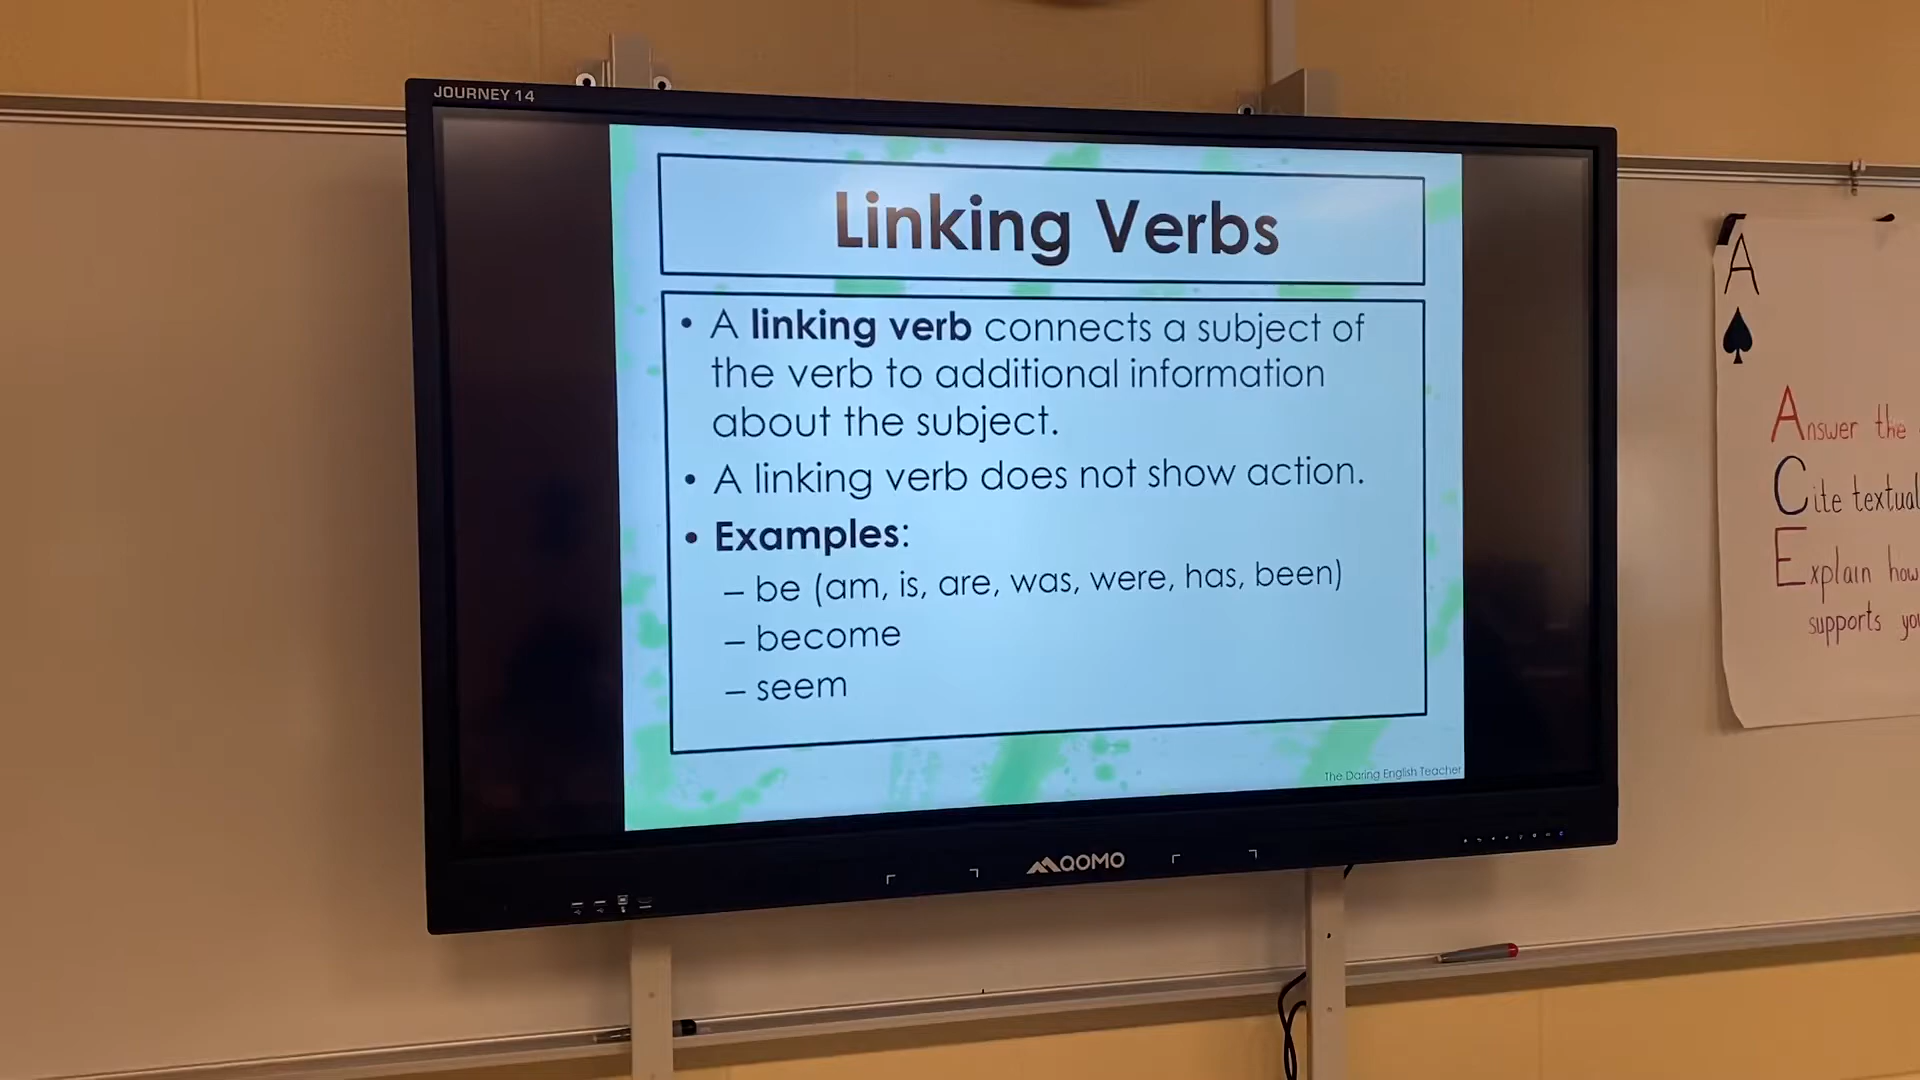 JOURNEY 14
Linking Verbs
• A linking verb connects a subject of
the verb to additional information
about the subject.
• A linking verb does not show action.
• Examples:
– be (am, is, are, was, were, has, been)
– become
– seem
The Daring English Teacher
QOMO
A
Answer the
Cite textual
Explain how
supports